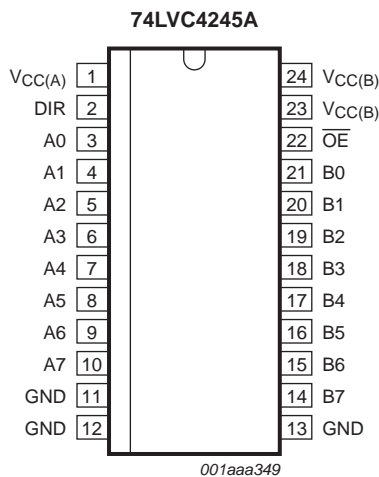 74LVC4245A
VCC(A) 1 24 VCC(B)
DIR 2 23 VCC(B)
A0 3 22 O̅E̅
A1 4 21 B0
A2 5 20 B1
A3 6 19 B2
A4 7 18 B3
A5 8 17 B4
A6 9 16 B5
A7 10 15 B6
GND 11 14 B7
GND 12 13 GND
001aaa349